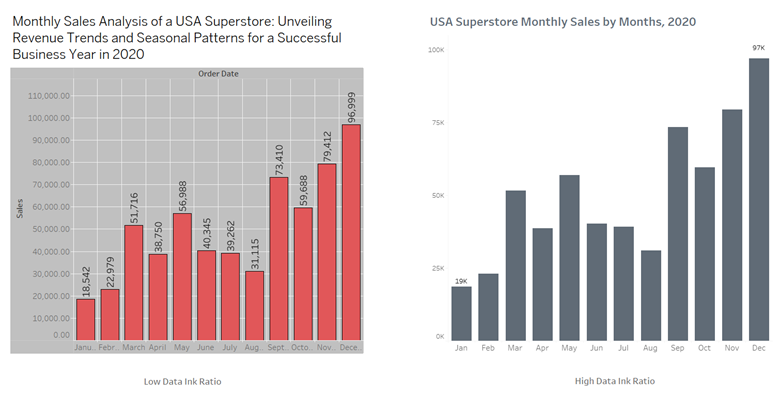 Monthly Sales Analysis of a USA Superstore: Unveiling
Revenue Trends and Seasonal Patterns for a Successful
Business Year in 2020
Order Date
Sales
110,000.00
100,000.00
90,000.00
80,000.00
70,000.00
60,000.00
50,000.00
40,000.00
30,000.00
20,000.00
10,000.00
0.00
18,542
22,979
51,716
38,750
56,988
40,345
39,262
31,115
73,410
59,688
79,412
96,999
Janu.. Febr.. March April May June July Aug.. Sept.. Octo.. Nov.. Dece..
Low Data Ink Ratio
USA Superstore Monthly Sales by Months, 2020
100K
75K
50K
25K
0K
19K
97K
Jan Feb Mar Apr May Jun Jul Aug Sep Oct Nov Dec
High Data Ink Ratio